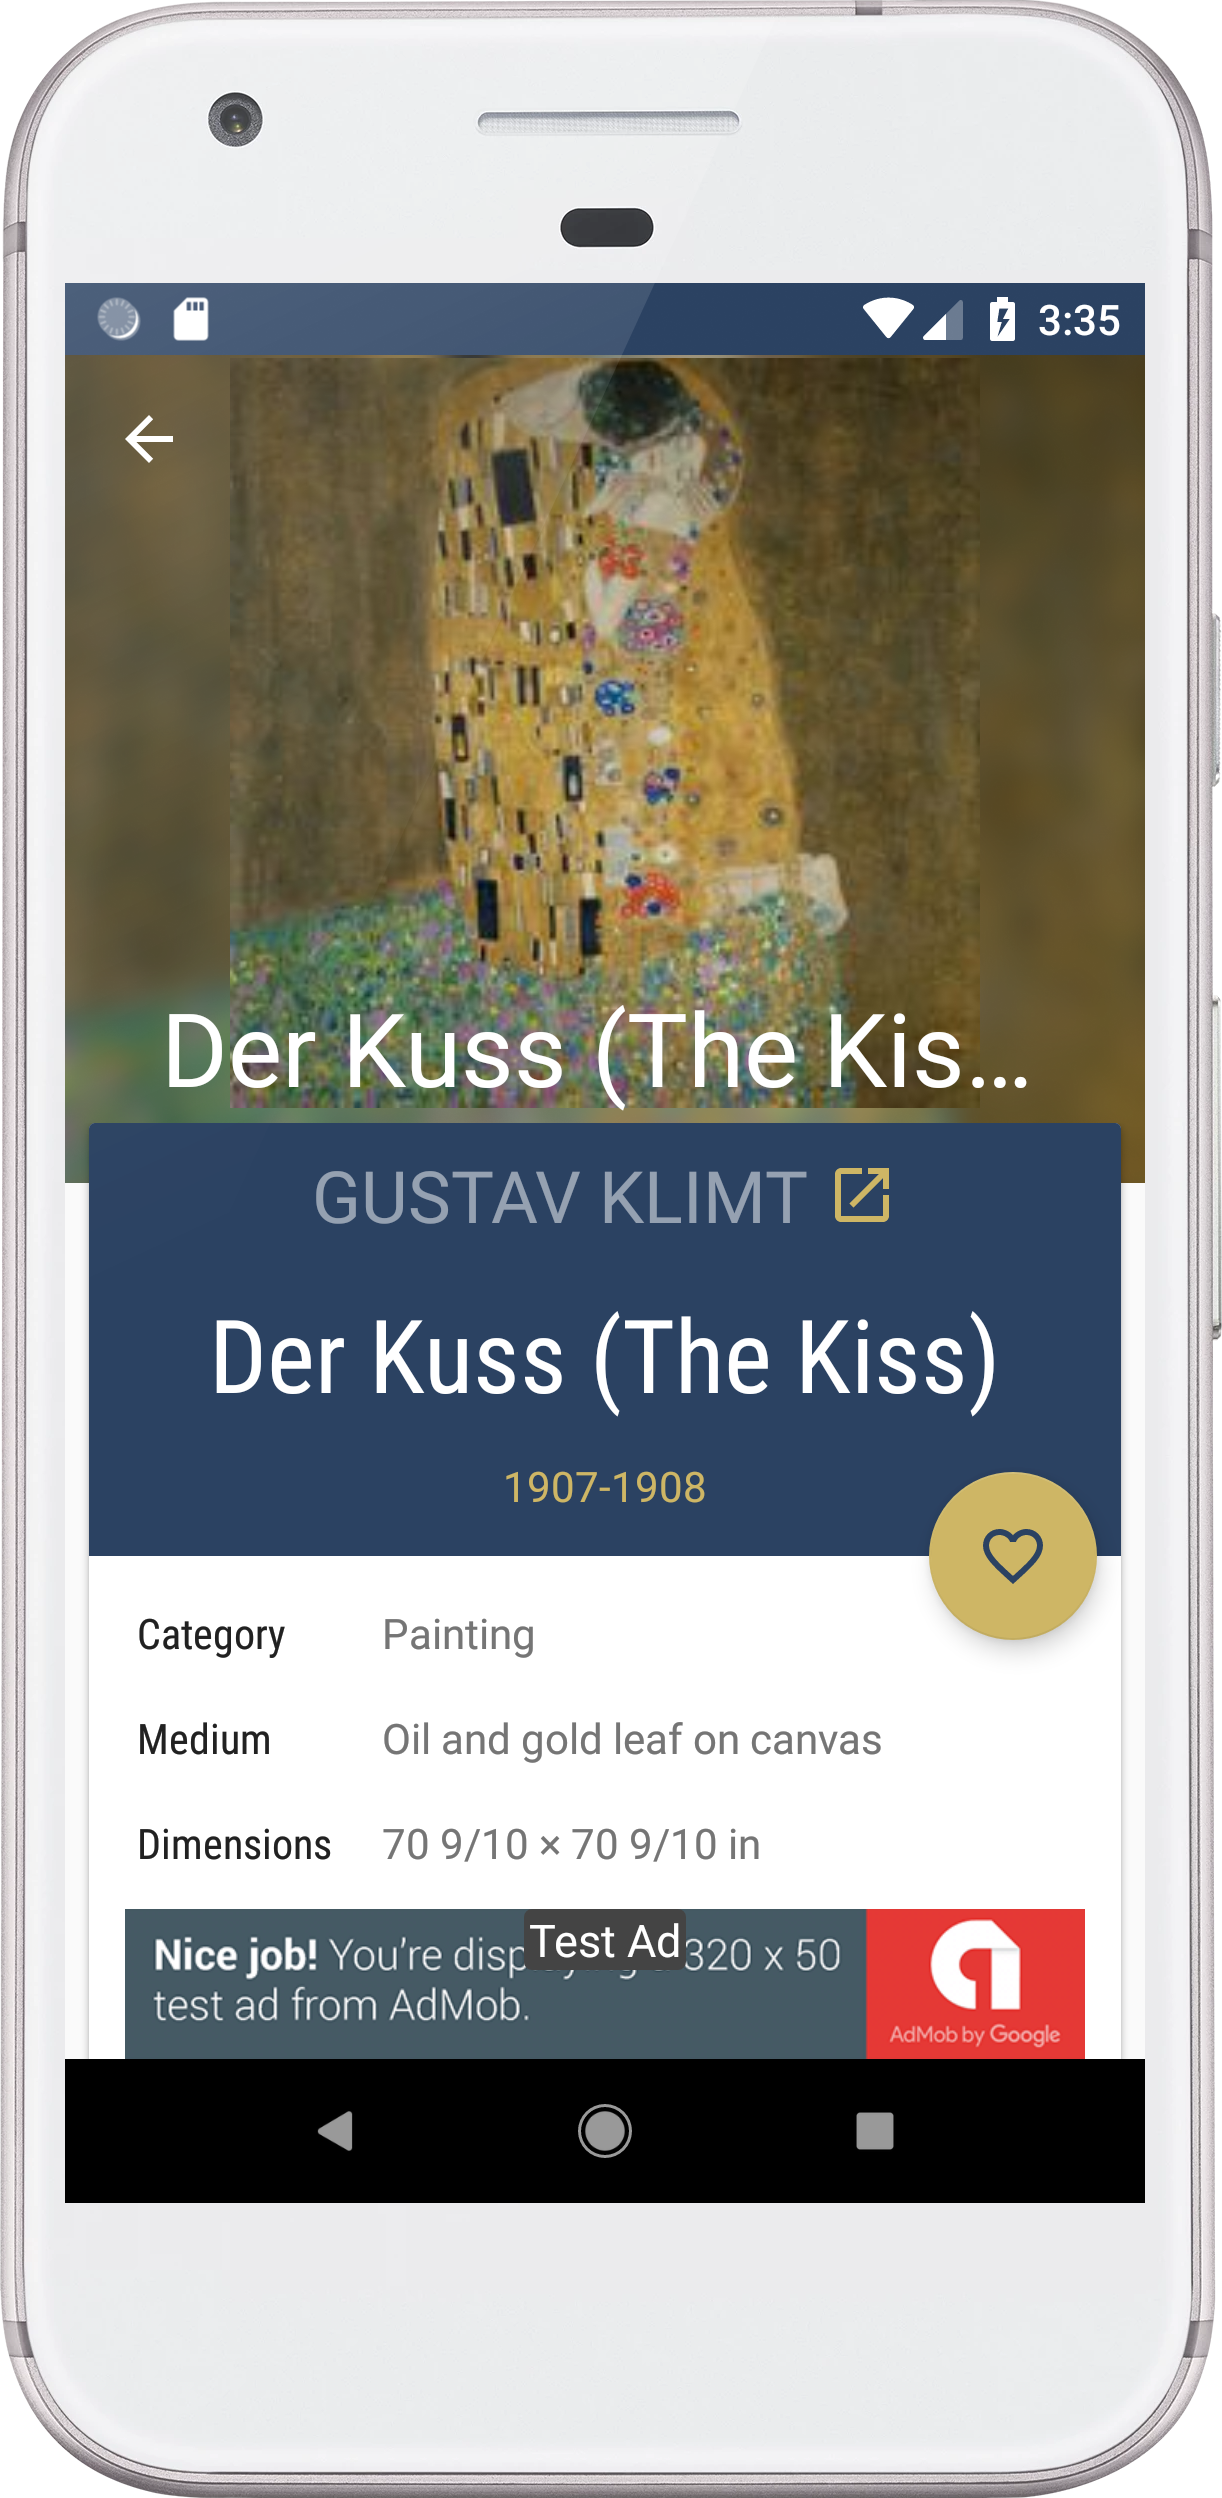 3:35
Der Kuss (The Kis...
GUSTAV KLIMT
Der Kuss (The Kiss)
1907-1908
Category Painting
Medium Oil and gold leaf on canvas
Dimensions 70 9/10 × 70 9/10 in
Test Ad
Nice job! You're 320 x 50
test ad from AdMob.
AdMob by Google